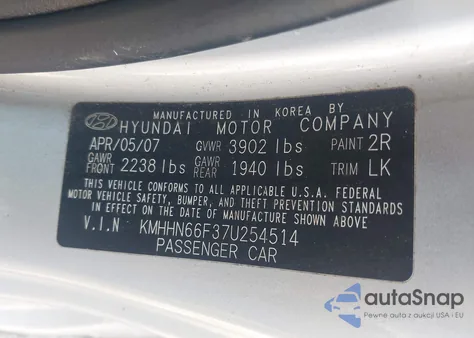 MANUFACTURED IN KOREA BY
HYUNDAI MOTOR COMPANY
APR/05/07 GVWR 3902 lbs PAINT 2R
GAWR FRONT 2238 lbs GAWR REAR 1940 lbs TRIM LK
THIS VEHICLE CONFORMS TO ALL APPLICABLE U.S.A. FEDERAL
MOTOR VEHICLE SAFETY, BUMPER, AND THEFT PREVENTION STANDARDS
IN EFFECT ON THE DATE OF MANUFACTURE SHOWN ABOVE
V.I.N KMHHN66F37U254514
PASSENGER CAR
autoSnap
Pewne auta z aukcji USA i EU